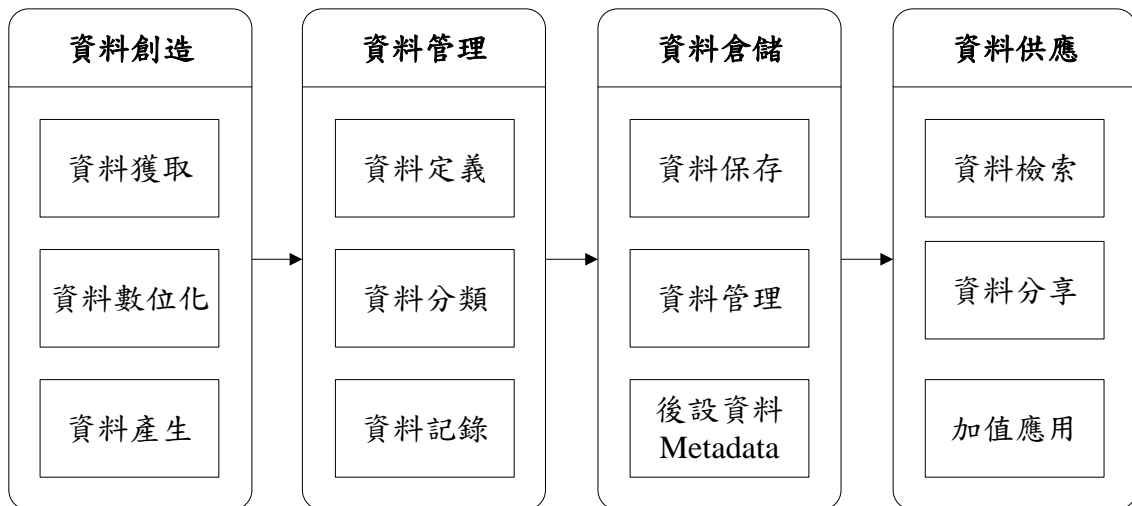 資料創造
資料獲取
資料數位化
資料產生
資料管理
資料定義
資料分類
資料記錄
資料倉儲
資料保存
資料管理
後設資料
Metadata
資料供應
資料檢索
資料分享
加值應用